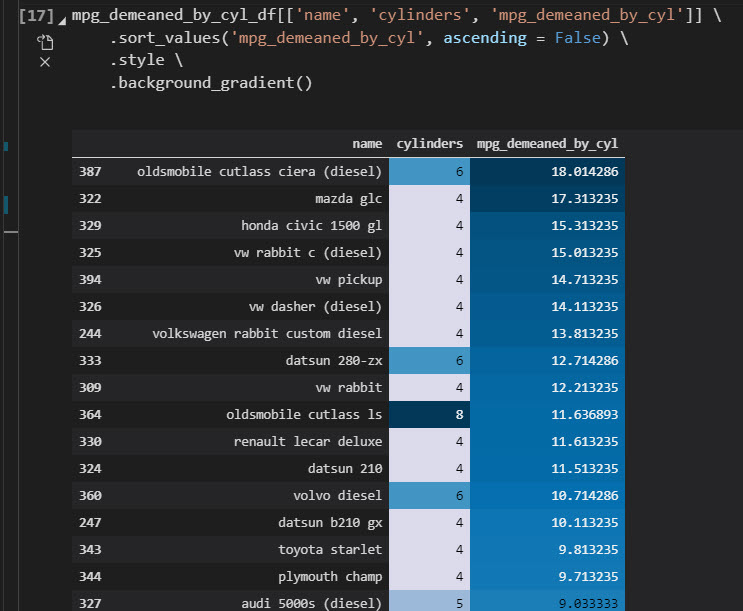 [17] mpg_demeaned_by_cyl_df[['name', 'cylinders', 'mpg_demeaned_by_cyl']] \
.sort_values('mpg_demeaned_by_cyl', ascending = False) \
.style \
.background_gradient()
name cylinders mpg_demeaned_by_cyl
387 oldsmobile cutlass ciera (diesel) 6 18.014286
322 mazda glc 4 17.313235
329 honda civic 1500 gl 4 15.313235
325 vw rabbit c (diesel) 4 15.013235
394 vw pickup 4 14.713235
326 vw dasher (diesel) 4 14.113235
244 volkswagen rabbit custom diesel 4 13.813235
333 datsun 280-zx 6 12.714286
309 vw rabbit 4 12.213235
364 oldsmobile cutlass ls 8 11.636893
330 renault lecar deluxe 4 11.613235
324 datsun 210 4 11.513235
360 volvo diesel 6 10.714286
247 datsun b210 gx 4 10.113235
343 toyota starlet 4 9.813235
344 plymouth champ 4 9.713235
327 audi 5000s (diesel) 5 9.033333